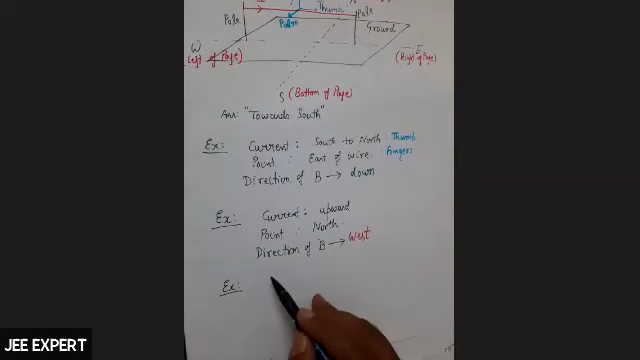 Thumb
Pole
Palm
Pole
Ground
W
(Left of Page)
E
(Right of Page)
S (Bottom of Page)
Ans: "Towards South"
Ex: Current: South to North: Thumb
Point: East of wire: fingers
Direction of B → down
Ex: Current: upward
Point: North
Direction of B → West
Ex:
JEE EXPERT